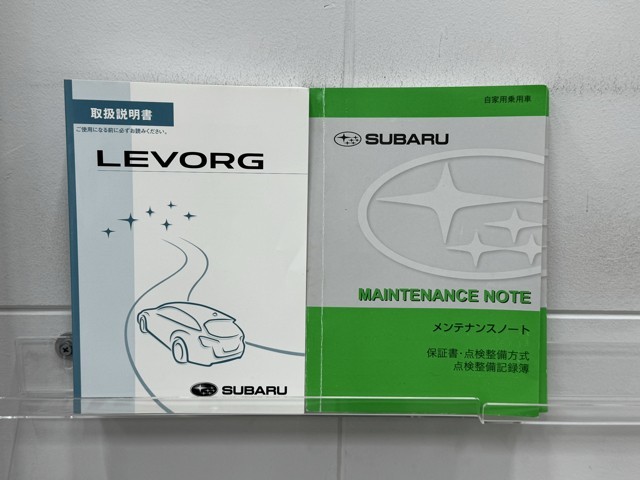 取扱説明書
ご使用になる前に必ずお読みください。
LEVORG
SUBARU
自家用乗用車
SUBARU
MAINTENANCE NOTE
メンテナンスノート
保証書・点検整備方式
点検整備記録簿